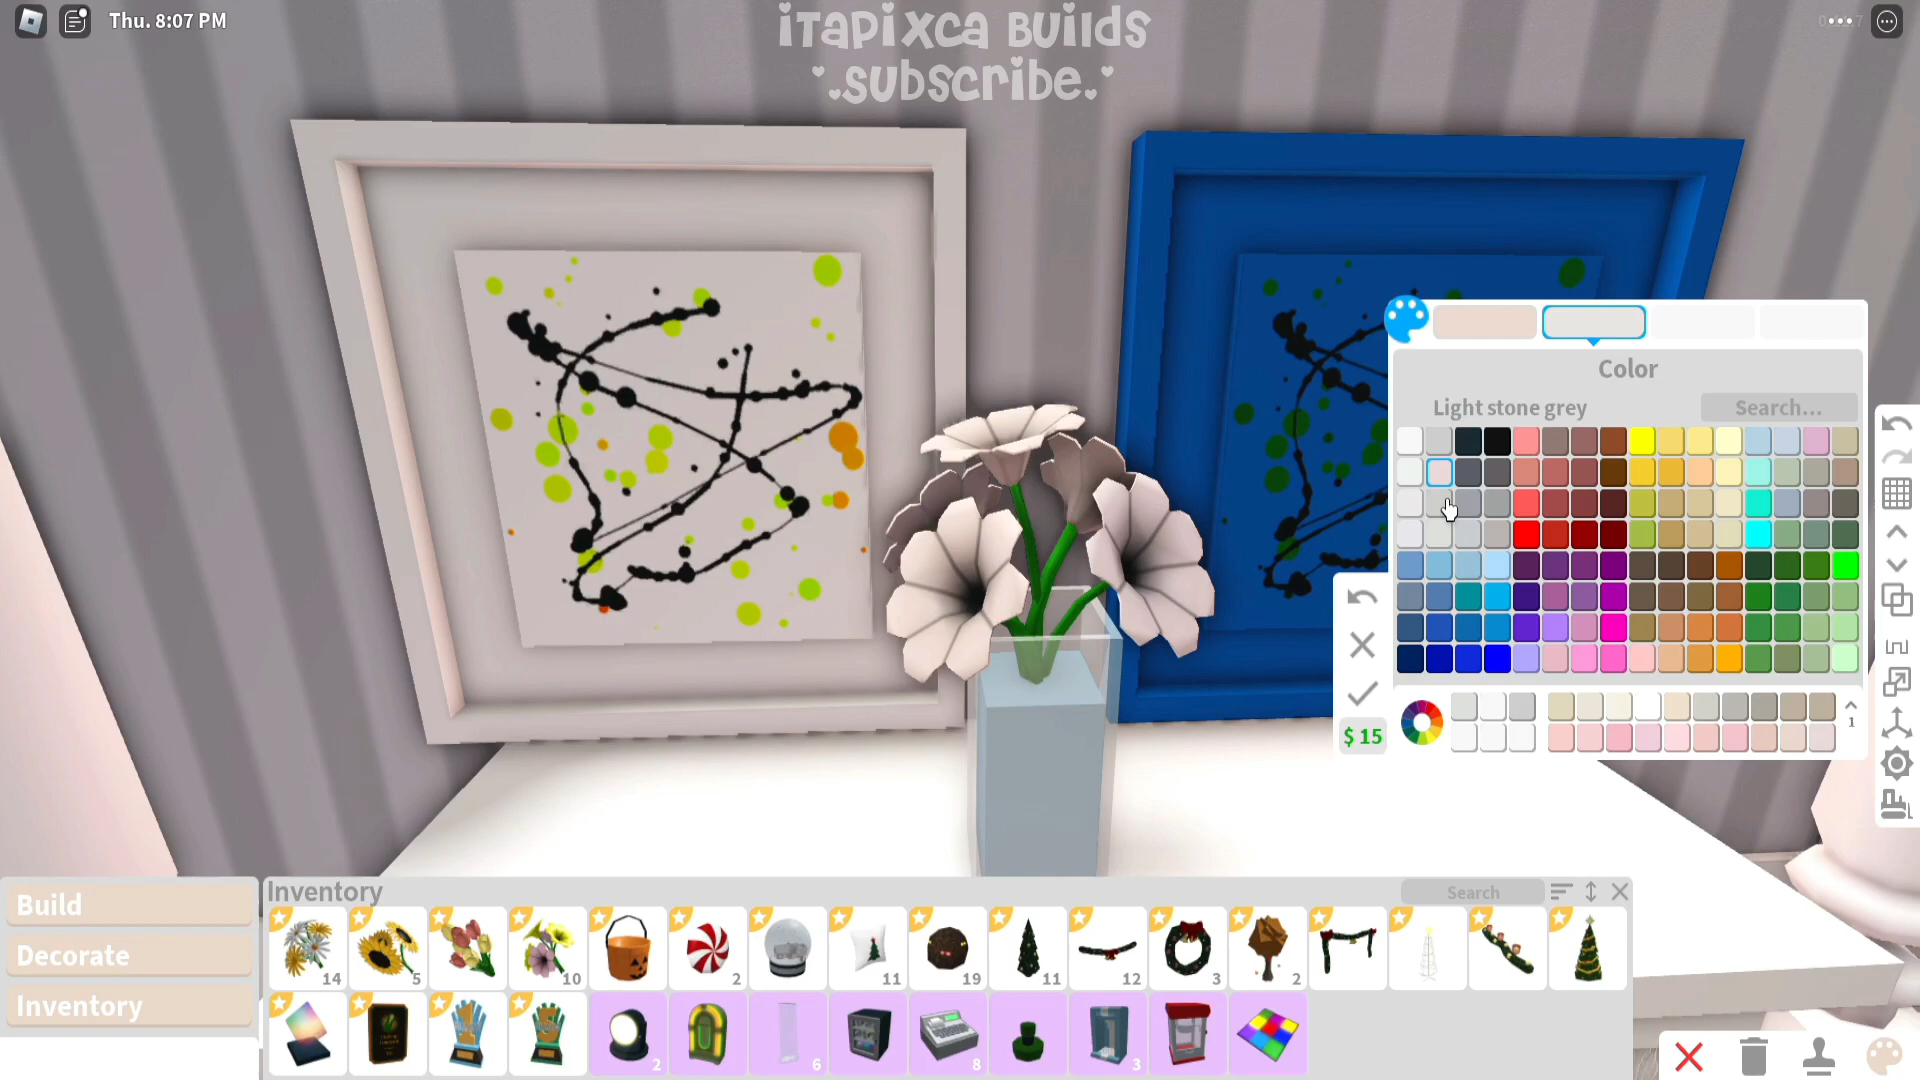 Thu. 8:07 PM
iTapixca Builds
.subscribe.
Color
Light stone grey
Search...
$ 15
1
Build
Decorate
Inventory
Inventory
Search
14
5
10
2
11
19
11
12
3
2
2
6
8
3